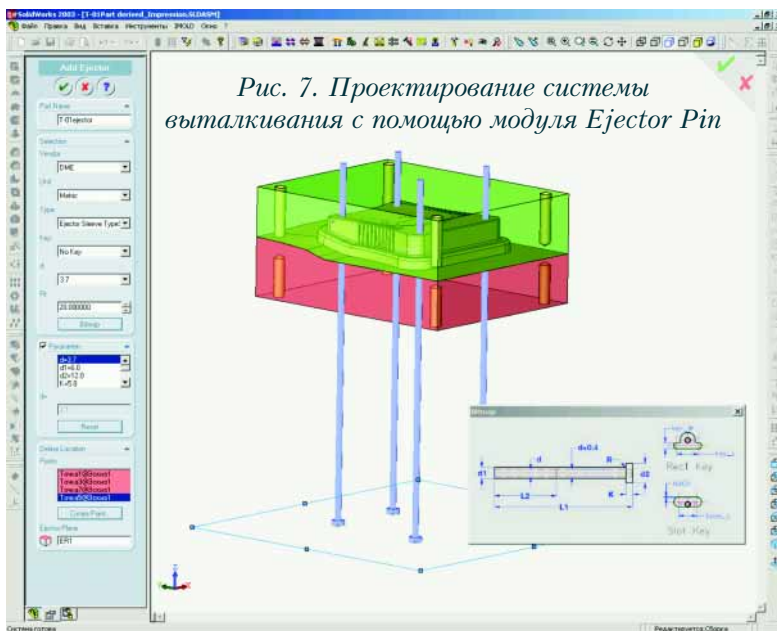 SolidWorks 2003 - [T-01Part derived_Impression.SLDASM]
Файл Правка Вид Вставка Инструменты IMOLD Окно ?
Add Ejector
Рис. 7. Проектирование системы
выталкивания с помощью модуля Ejector Pin
Part Name
T-01ejector
Selection
Vendor
DME
Unit
Metric
Type
Ejector Sleeve Type
Key
No Key
d
3.7
20.000000
Bitmap
Parameter
d=3.7
d1=6.0
d2=12.0
K=5.0
d=
3.7
Reset
Define Location
Points
Create Point
Ejector Plane
ER1
Bitmap
d
d=0.4
R
d1
d2
L2
K
L1
Rect Key
Slot Key
Система готова
Редактируется Сборка